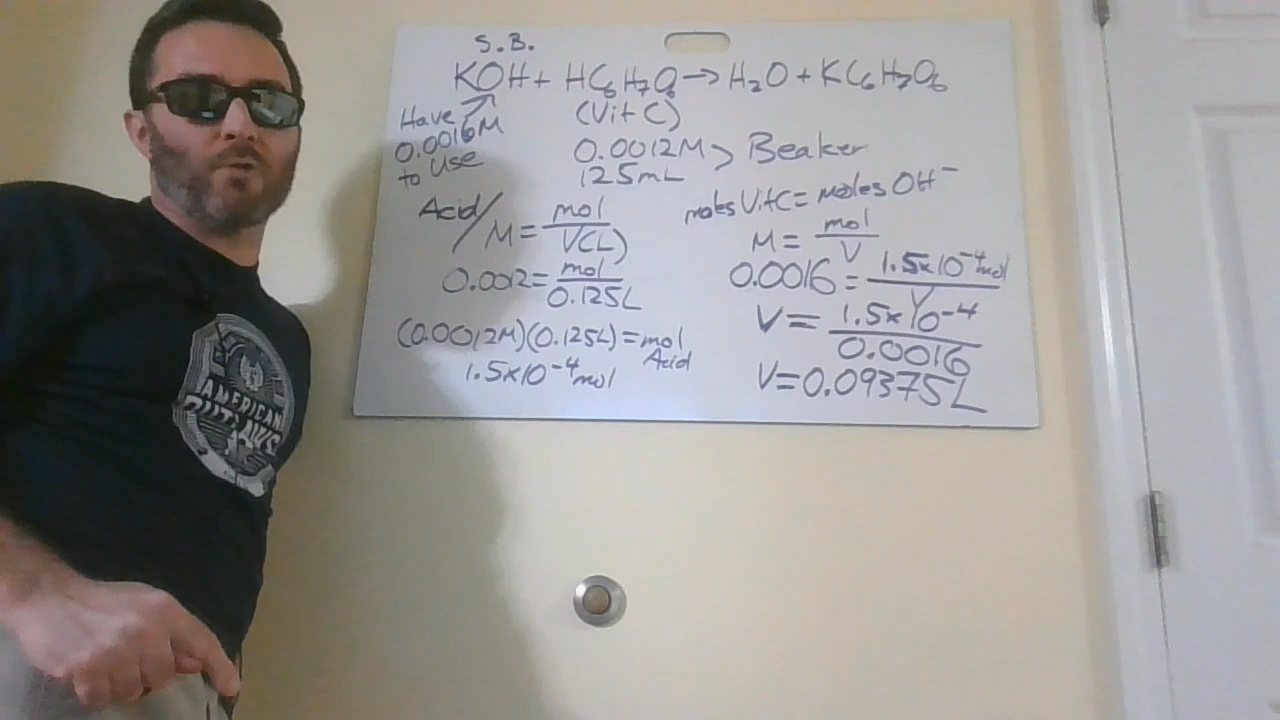 S.B.
KOH + HC6H7O6 → H2O + KC6H7O6
Have
0.0016M
to Use
(Vit C)
0.0012M > Beaker
125mL
Acid/ M = mol
V(L)
0.0012 = mol
0.125L
(0.0012M)(0.125L) = mol
Acid
1.5x10-4 mol
moles Vit C = moles OH-
M = mol
V
0.0016 = 1.5x10-4 mol
V
V = 1.5x10-4
0.0016
V = 0.09375L
AMERICAN
OUTLAWS